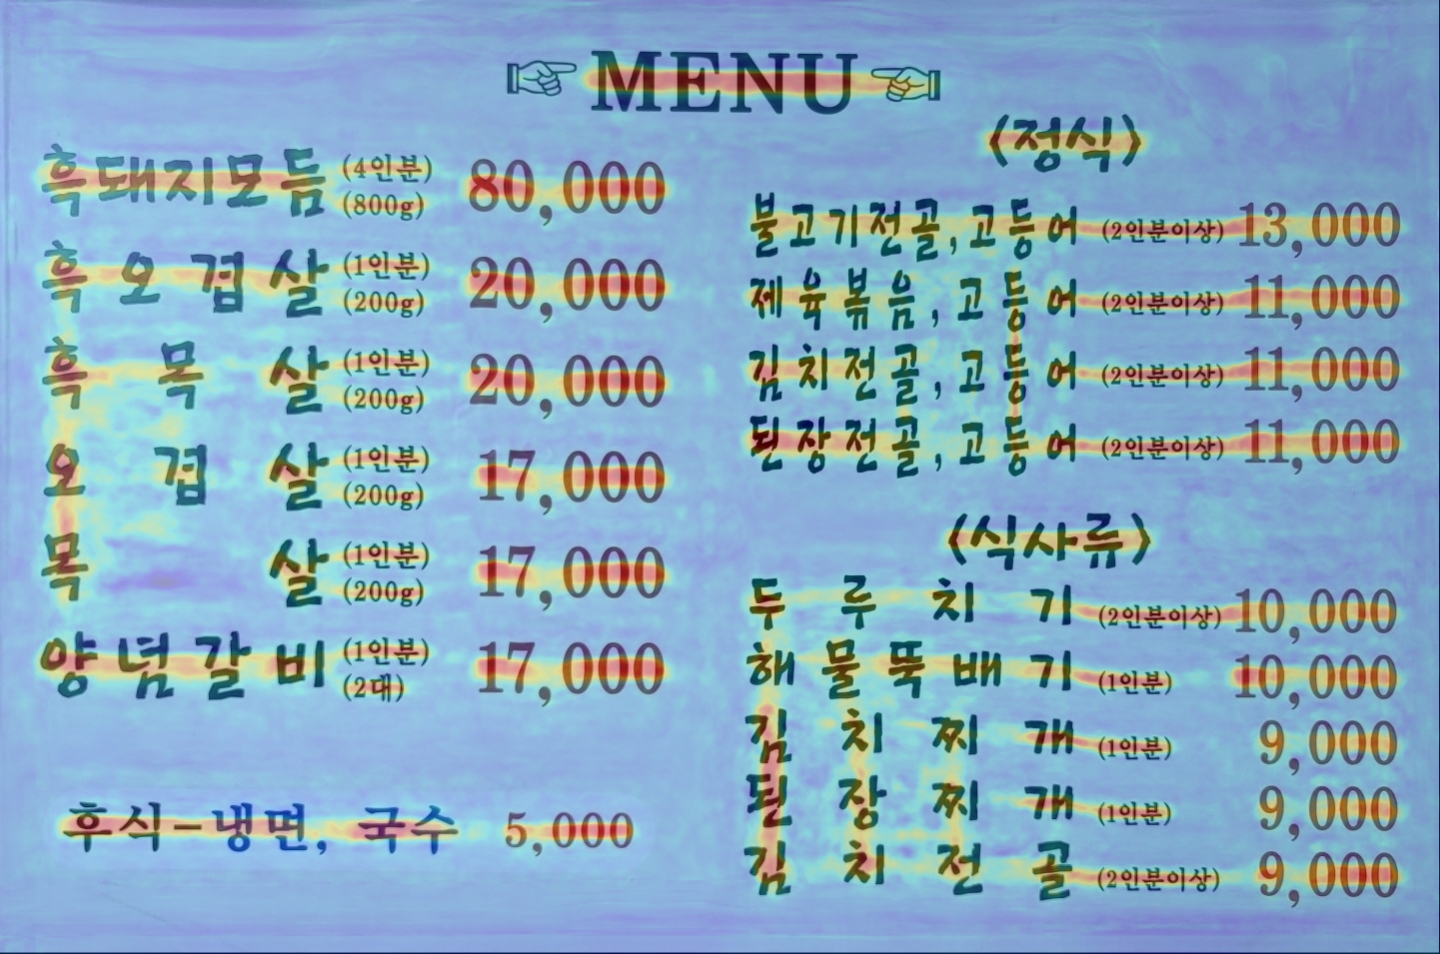 MENU
흑돼지모듬 (4인분) (800g) 80,000
흑오겹살 (1인분) (200g) 20,000
흑목살 (1인분) (200g) 20,000
오겹살 (1인분) (200g) 17,000
목살 (1인분) (200g) 17,000
양념갈비 (1인분) (2대) 17,000
후식-냉면, 국수 5,000
<정식>
불고기전골,고등어 (2인분이상) 13,000
제육볶음,고등어 (2인분이상) 11,000
김치전골,고등어 (2인분이상) 11,000
된장전골,고등어 (2인분이상) 11,000
<식사류>
두루치기 (2인분이상) 10,000
해물뚝배기 (1인분) 10,000
김치찌개 (1인분) 9,000
된장찌개 (1인분) 9,000
김치전골 (2인분이상) 9,000